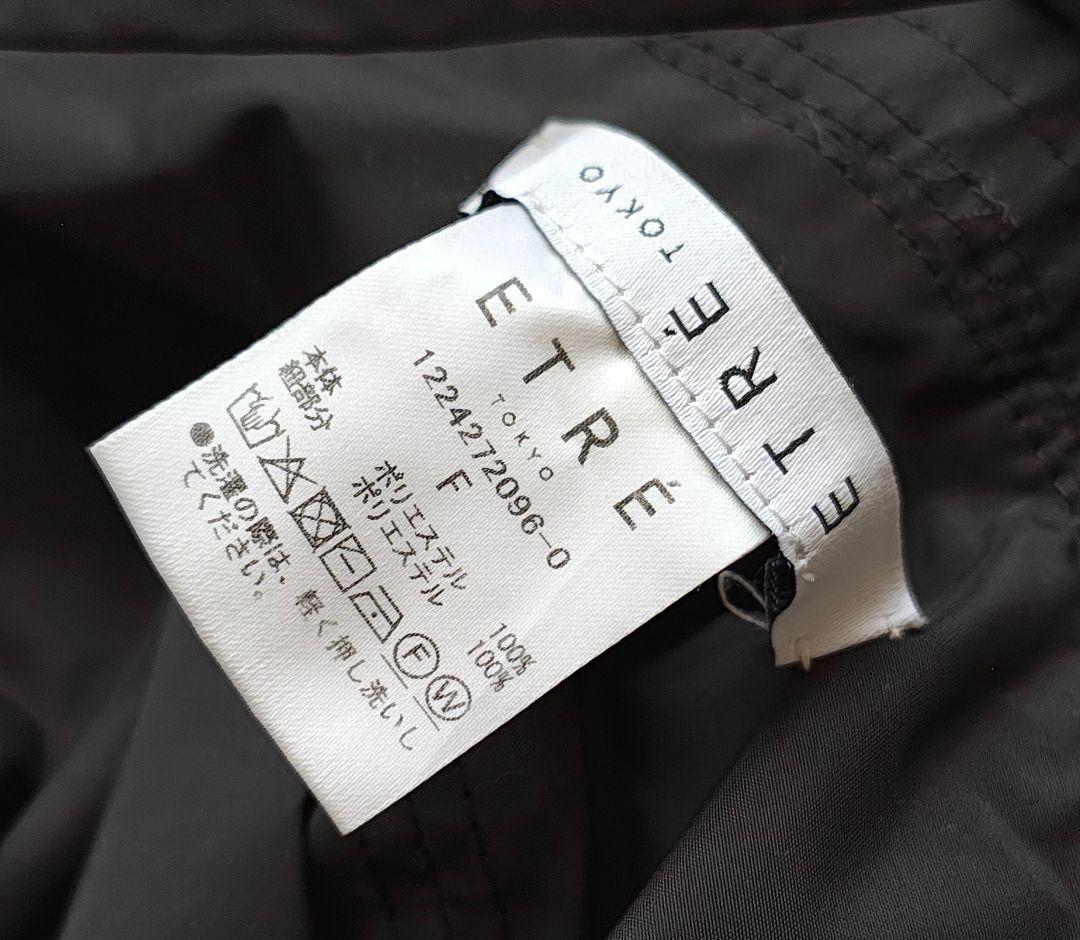 ETRÉ
TOKYO
ETRÉ
TOKYO
1224272096-0
F
本体 ポリエステル 100%
紐部分 ポリエステル 100%
F W
●洗濯の際は、軽く押し洗いし
てください。